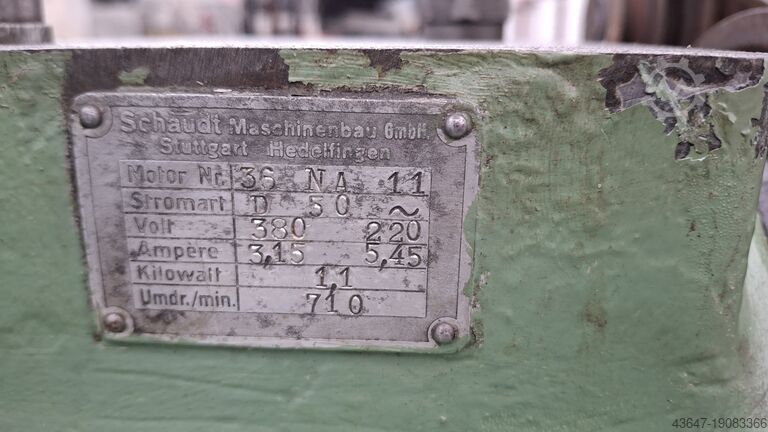 Schaudt Maschinenbau GmbH.
Stuttgart Hedelfingen
Motor Nr. 36 NA 11
Stromart D 50 ~
Volt 380 220
Ampère 3,15 5,45
Kilowatt 1,1
Umdr./min. 710
43647-19083366